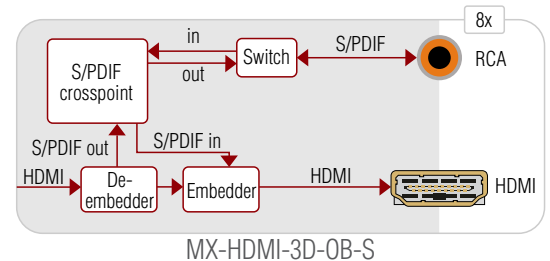 8x
in
S/PDIF
crosspoint
out
Switch
S/PDIF
RCA
S/PDIF out
S/PDIF in
HDMI
De-
embedder
Embedder
HDMI
HDMI
MX-HDMI-3D-OB-S